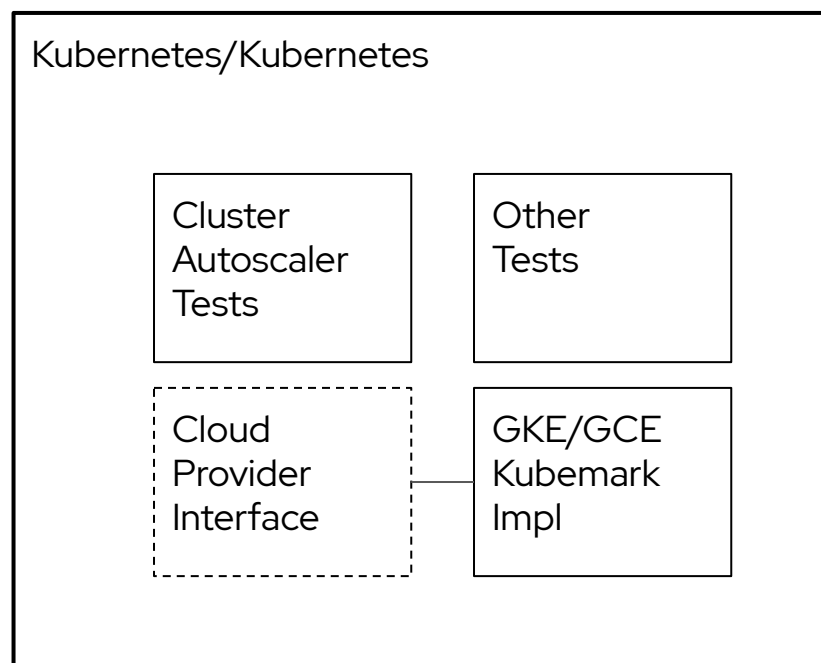 Kubernetes/Kubernetes
Cluster
Autoscaler
Tests
Other
Tests
Cloud
Provider
Interface
GKE/GCE
Kubemark
Impl